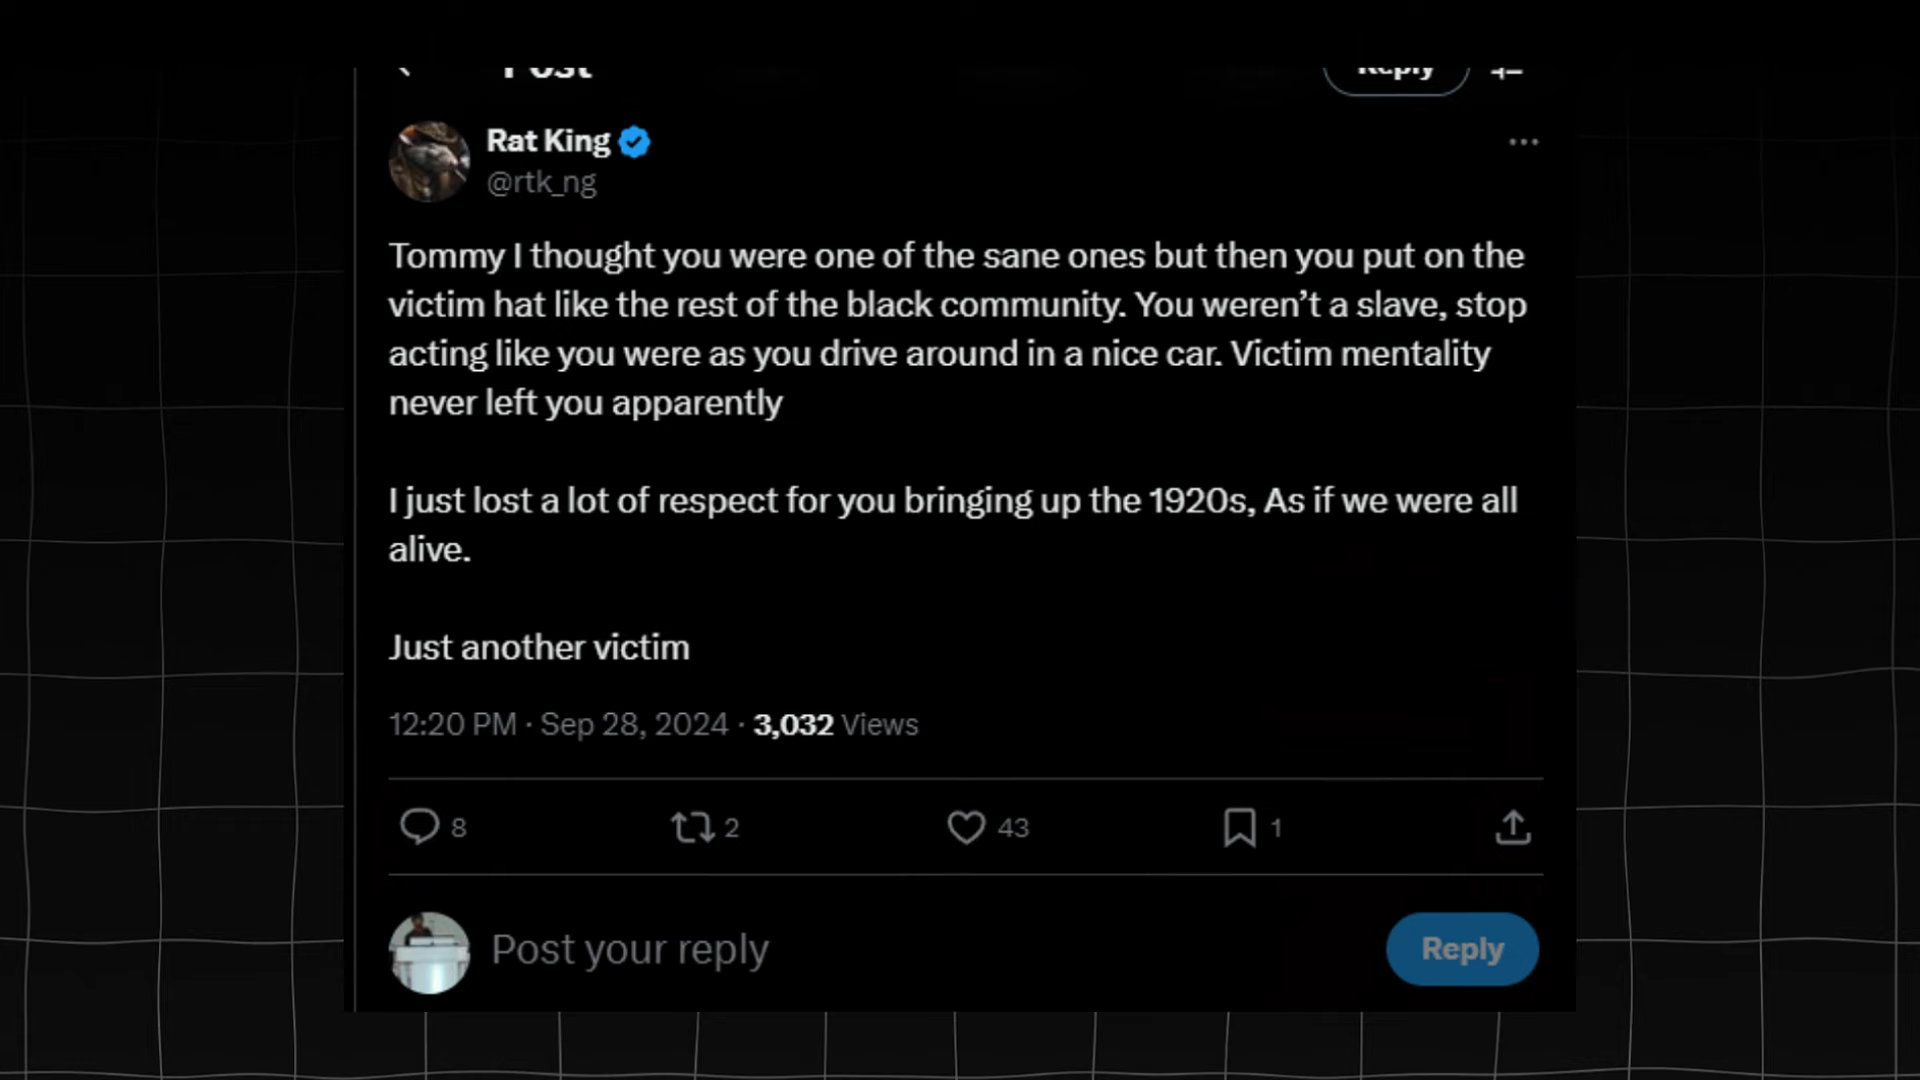 Post
Reply
Rat King
@rtk_ng
Tommy I thought you were one of the sane ones but then you put on the
victim hat like the rest of the black community. You weren’t a slave, stop
acting like you were as you drive around in a nice car. Victim mentality
never left you apparently
I just lost a lot of respect for you bringing up the 1920s, As if we were all
alive.
Just another victim
12:20 PM · Sep 28, 2024 · 3,032 Views
8 2 43 1
Post your reply
Reply